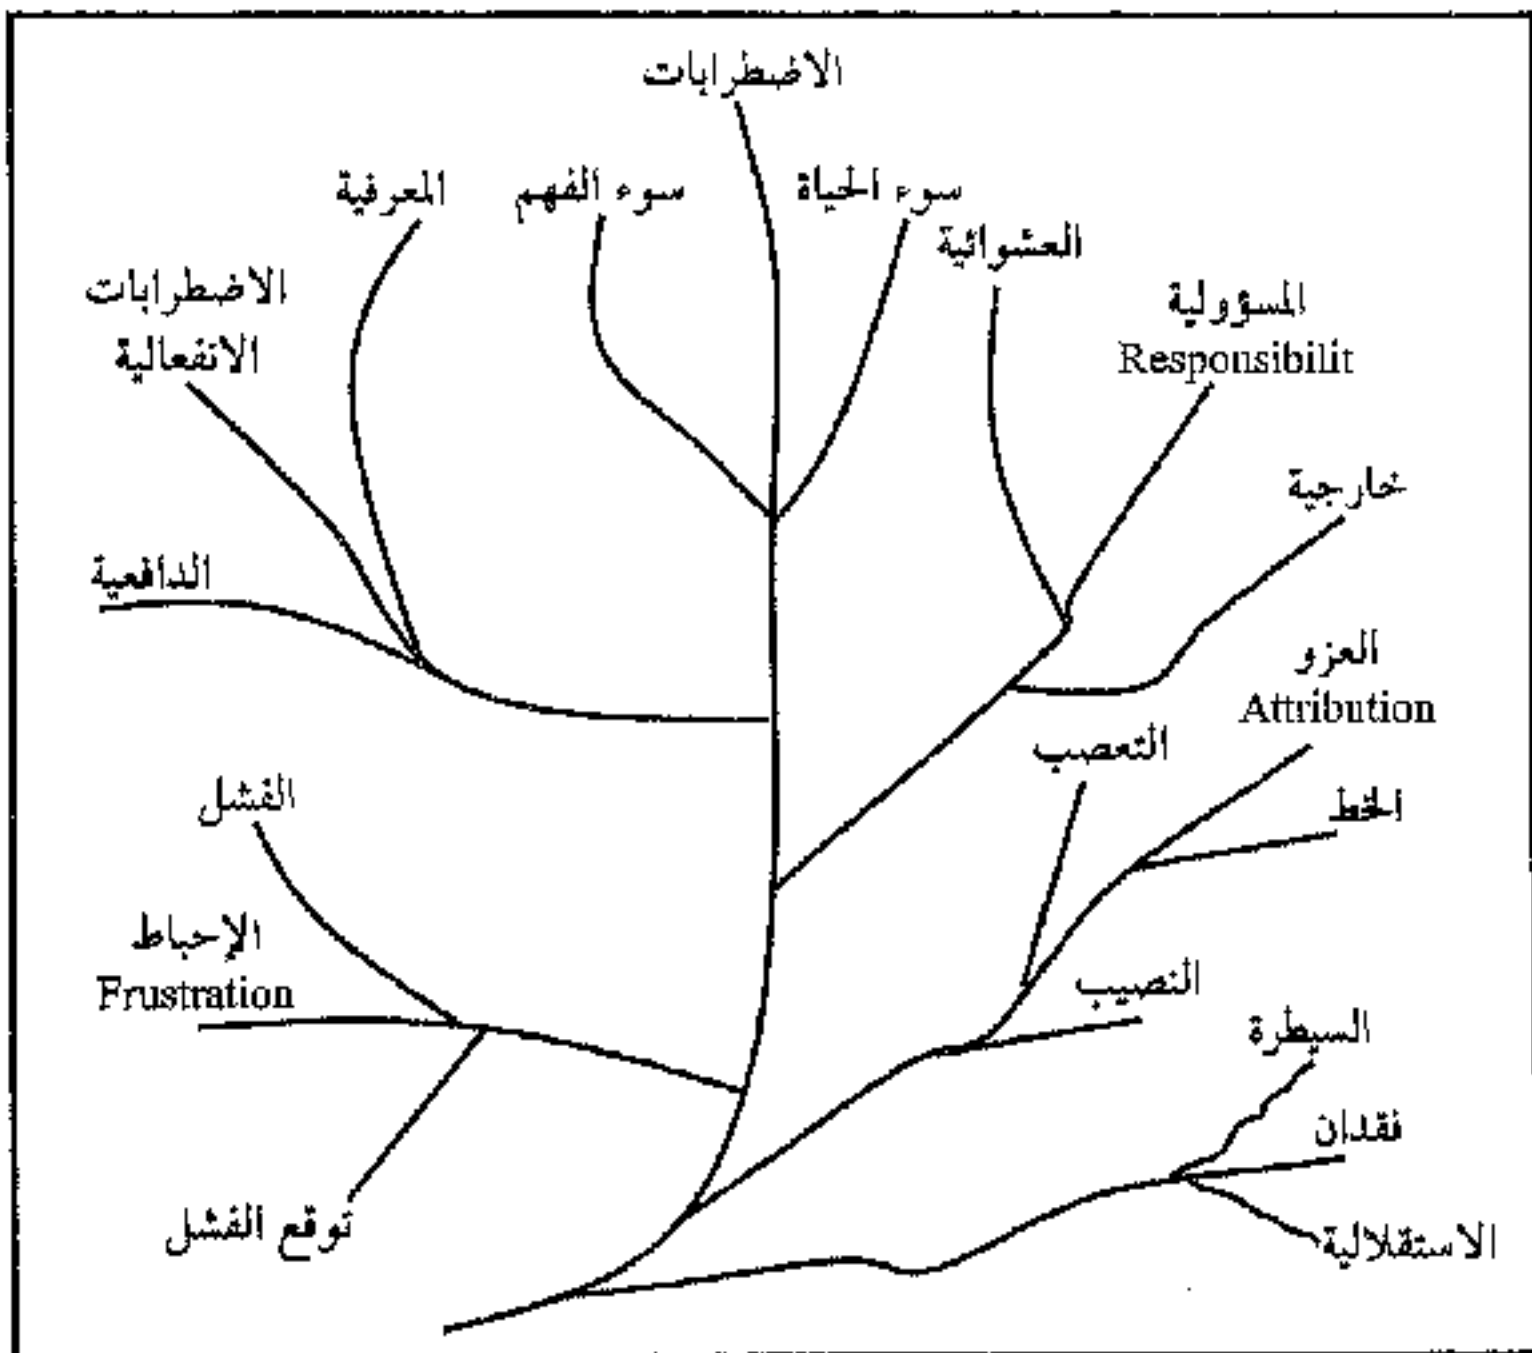 الاضطرابات
سوء الحياة
سوء الفهم
المعرفية
العشوائية
الاضطرابات
الانفعالية
المسؤولية
Responsibilit
خارجية
الدافعية
العزو
Attribution
التعصب
الفشل
الخط
الإحباط
Frustration
النصيب
السيطرة
فقدان
توقع الفشل
الاستقلالية